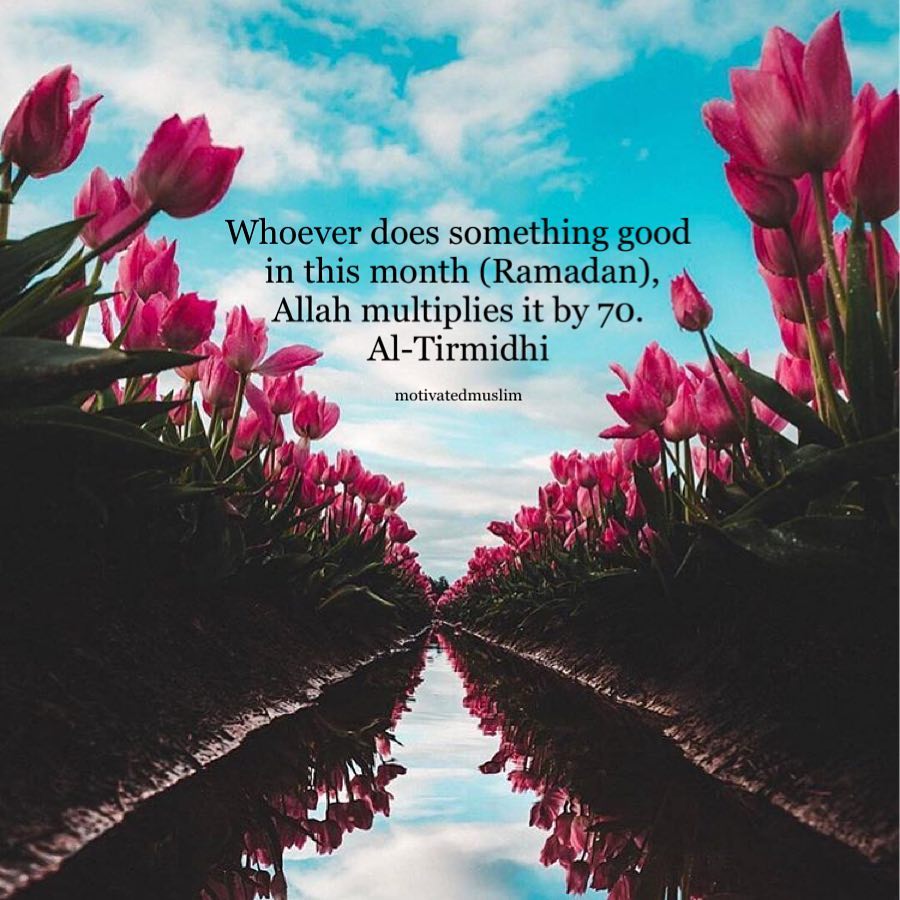 Whoever does something good
in this month (Ramadan),
Allah multiplies it by 70.
Al-Tirmidhi
motivatedmuslim